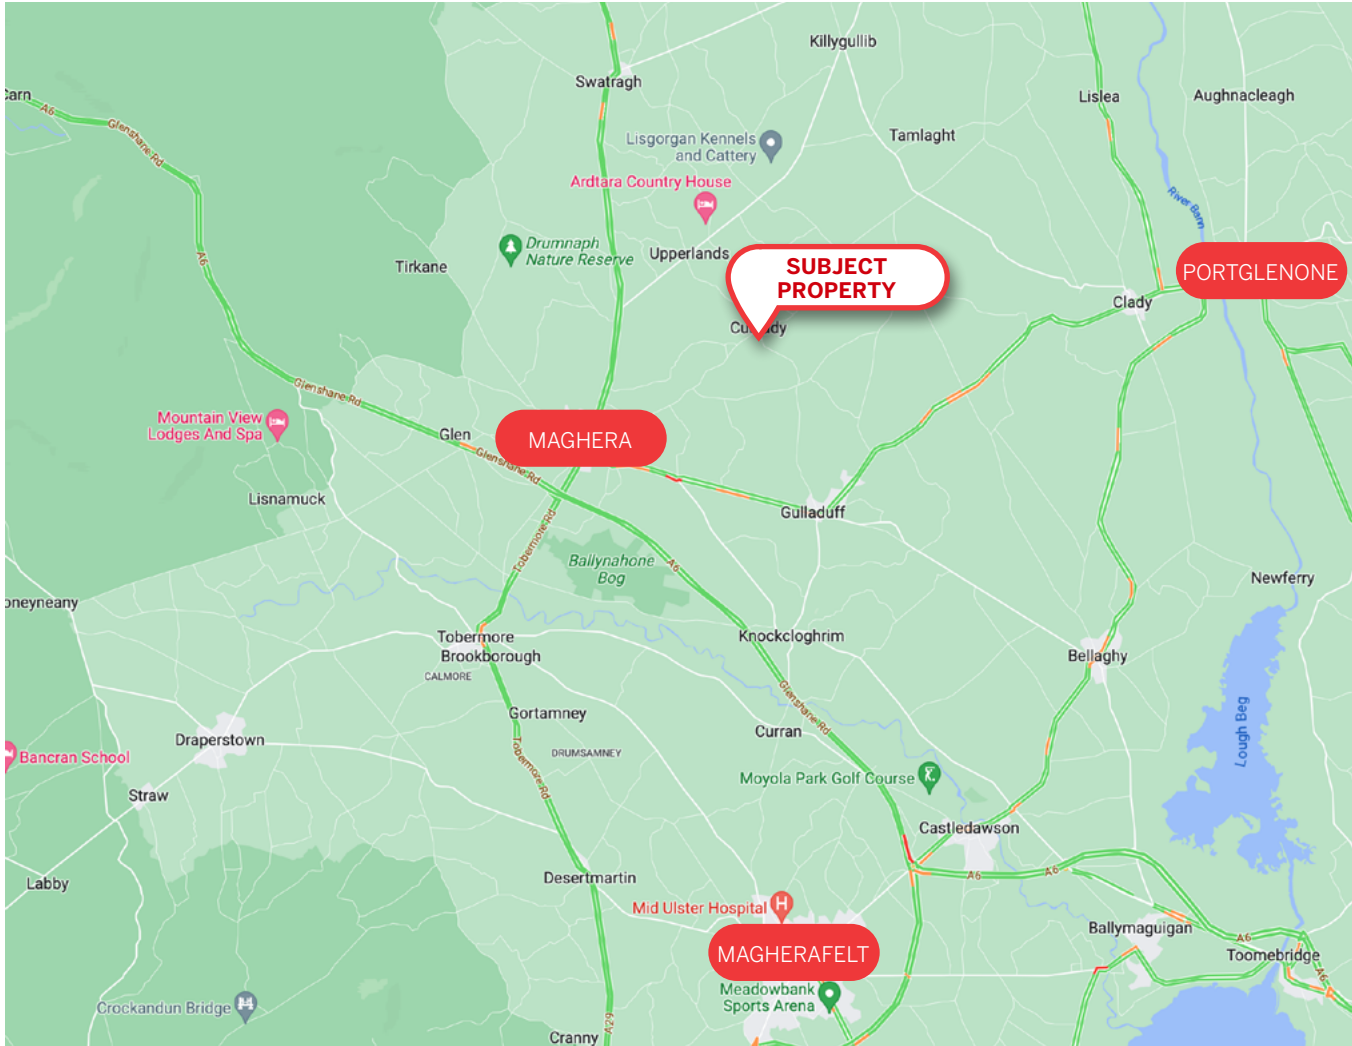 Killygullib
Swatragh
Carn
A6
Glenshane Rd
Lislea
Aughnacleagh
Tamlaght
Lisgorgan Kennels
and Cattery
Ardtara Country House
River Bann
Drumnaph
Nature Reserve
Upperlands
Tirkane
A6
SUBJECT
PROPERTY
PORTGLENONE
Clady
Glenshane Rd
Mountain View
Lodges And Spa
Glen
MAGHERA
Glenshane Rd
Lisnamuck
Gulladuff
Tobermore Rd
Ballynahone
Bog
A6
Newferry
oneyneany
Tobermore
Brookborough
CALMORE
Knockcloghrim
Bellaghy
Glenshane Rd
Gortamney
Curran
Lough Beg
Draperstown
Tobermore Rd
DRUMSAMNEY
Bancran School
Moyola Park Golf Course
Straw
Castledawson
Labby
Desertmartin
A6
A6
Mid Ulster Hospital
H
Ballymaguigan
A6
MAGHERAFELT
Toomebridge
A6
Meadowbank
Sports Arena
Crockandun Bridge
A29
Cranny